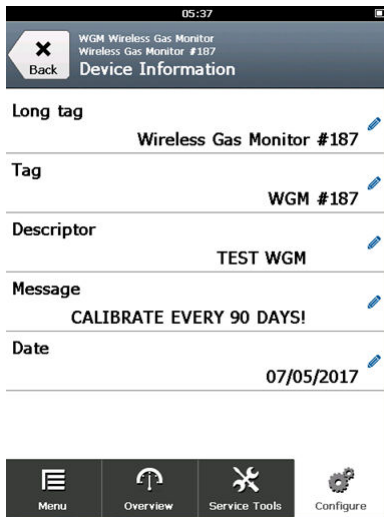 05:37
WGM Wireless Gas Monitor
Wireless Gas Monitor #187
Back
Device Information
Long tag
Wireless Gas Monitor #187
Tag
WGM #187
Descriptor
TEST WGM
Message
CALIBRATE EVERY 90 DAYS!
Date
07/05/2017
Menu
Overview
Service Tools
Configure